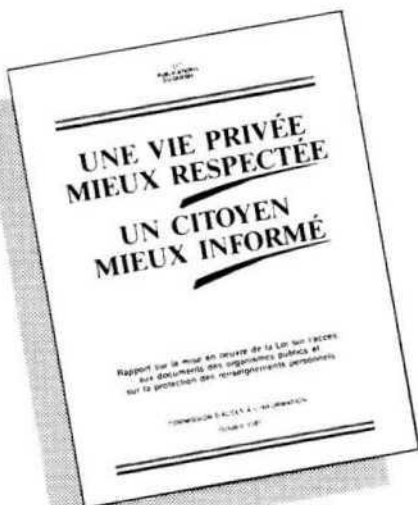 UNE VIE PRIVÉE
MIEUX RESPECTÉE
UN CITOYEN
MIEUX INFORMÉ
Rapport sur la mise en oeuvre de la Loi sur l'accès
aux documents des organismes publics et
sur la protection des renseignements personnels
COMMISSION D'ACCÈS À L'INFORMATION